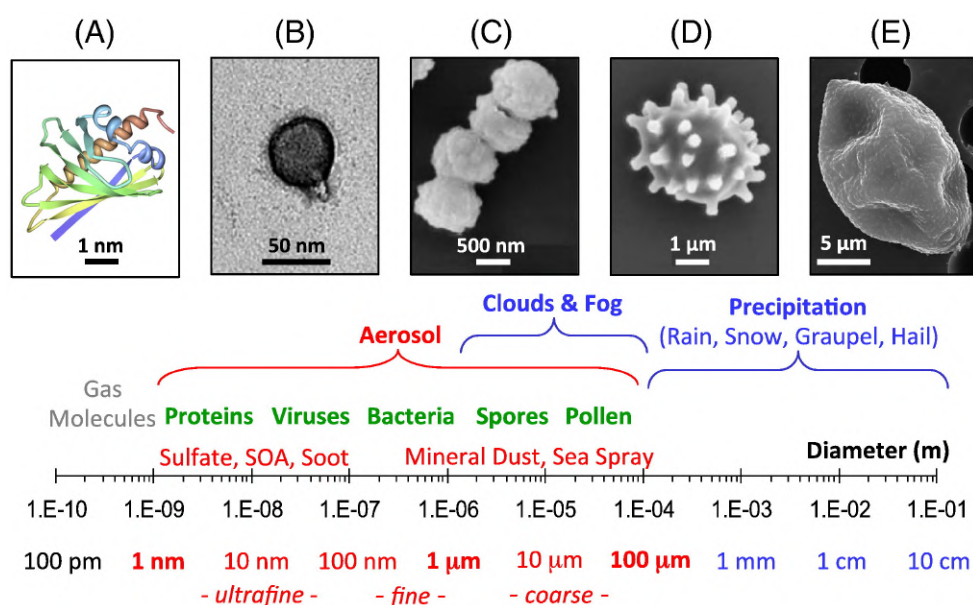 (A) (B) (C) (D) (E)
1 nm 50 nm 500 nm 1 µm 5 µm
Clouds & Fog Precipitation
Aerosol (Rain, Snow, Graupel, Hail)
Gas
Molecules Proteins Viruses Bacteria Spores Pollen
Sulfate, SOA, Soot Mineral Dust, Sea Spray Diameter (m)
1.E-10 1.E-09 1.E-08 1.E-07 1.E-06 1.E-05 1.E-04 1.E-03 1.E-02 1.E-01
100 pm 1 nm 10 nm 100 nm 1 µm 10 µm 100 µm 1 mm 1 cm 10 cm
- ultrafine - - fine - - coarse -